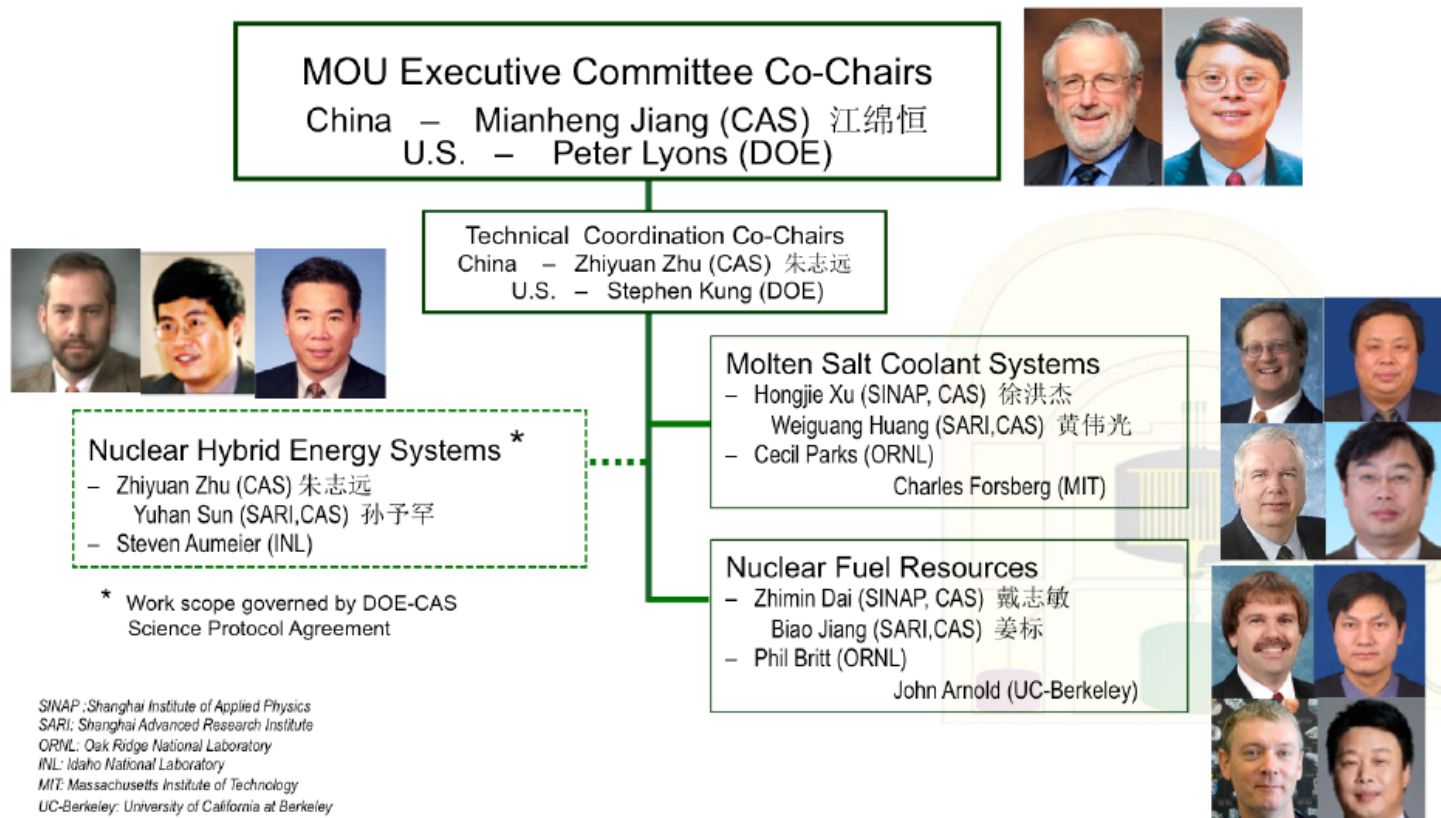 MOU Executive Committee Co-Chairs
China – Mianheng Jiang (CAS) 江绵恒
U.S. – Peter Lyons (DOE)
Technical Coordination Co-Chairs
China – Zhiyuan Zhu (CAS) 朱志远
U.S. – Stephen Kung (DOE)
Molten Salt Coolant Systems
– Hongjie Xu (SINAP, CAS) 徐洪杰
Weiguang Huang (SARI,CAS) 黄伟光
– Cecil Parks (ORNL)
Charles Forsberg (MIT)
Nuclear Hybrid Energy Systems *
– Zhiyuan Zhu (CAS) 朱志远
Yuhan Sun (SARI,CAS) 孙予罕
– Steven Aumeier (INL)
* Work scope governed by DOE-CAS
Science Protocol Agreement
Nuclear Fuel Resources
– Zhimin Dai (SINAP, CAS) 戴志敏
Biao Jiang (SARI,CAS) 姜标
– Phil Britt (ORNL)
John Arnold (UC-Berkeley)
SINAP :Shanghai Institute of Applied Physics
SARI: Shanghai Advanced Research Institute
ORNL: Oak Ridge National Laboratory
INL: Idaho National Laboratory
MIT: Massachusetts Institute of Technology
UC-Berkeley: University of California at Berkeley